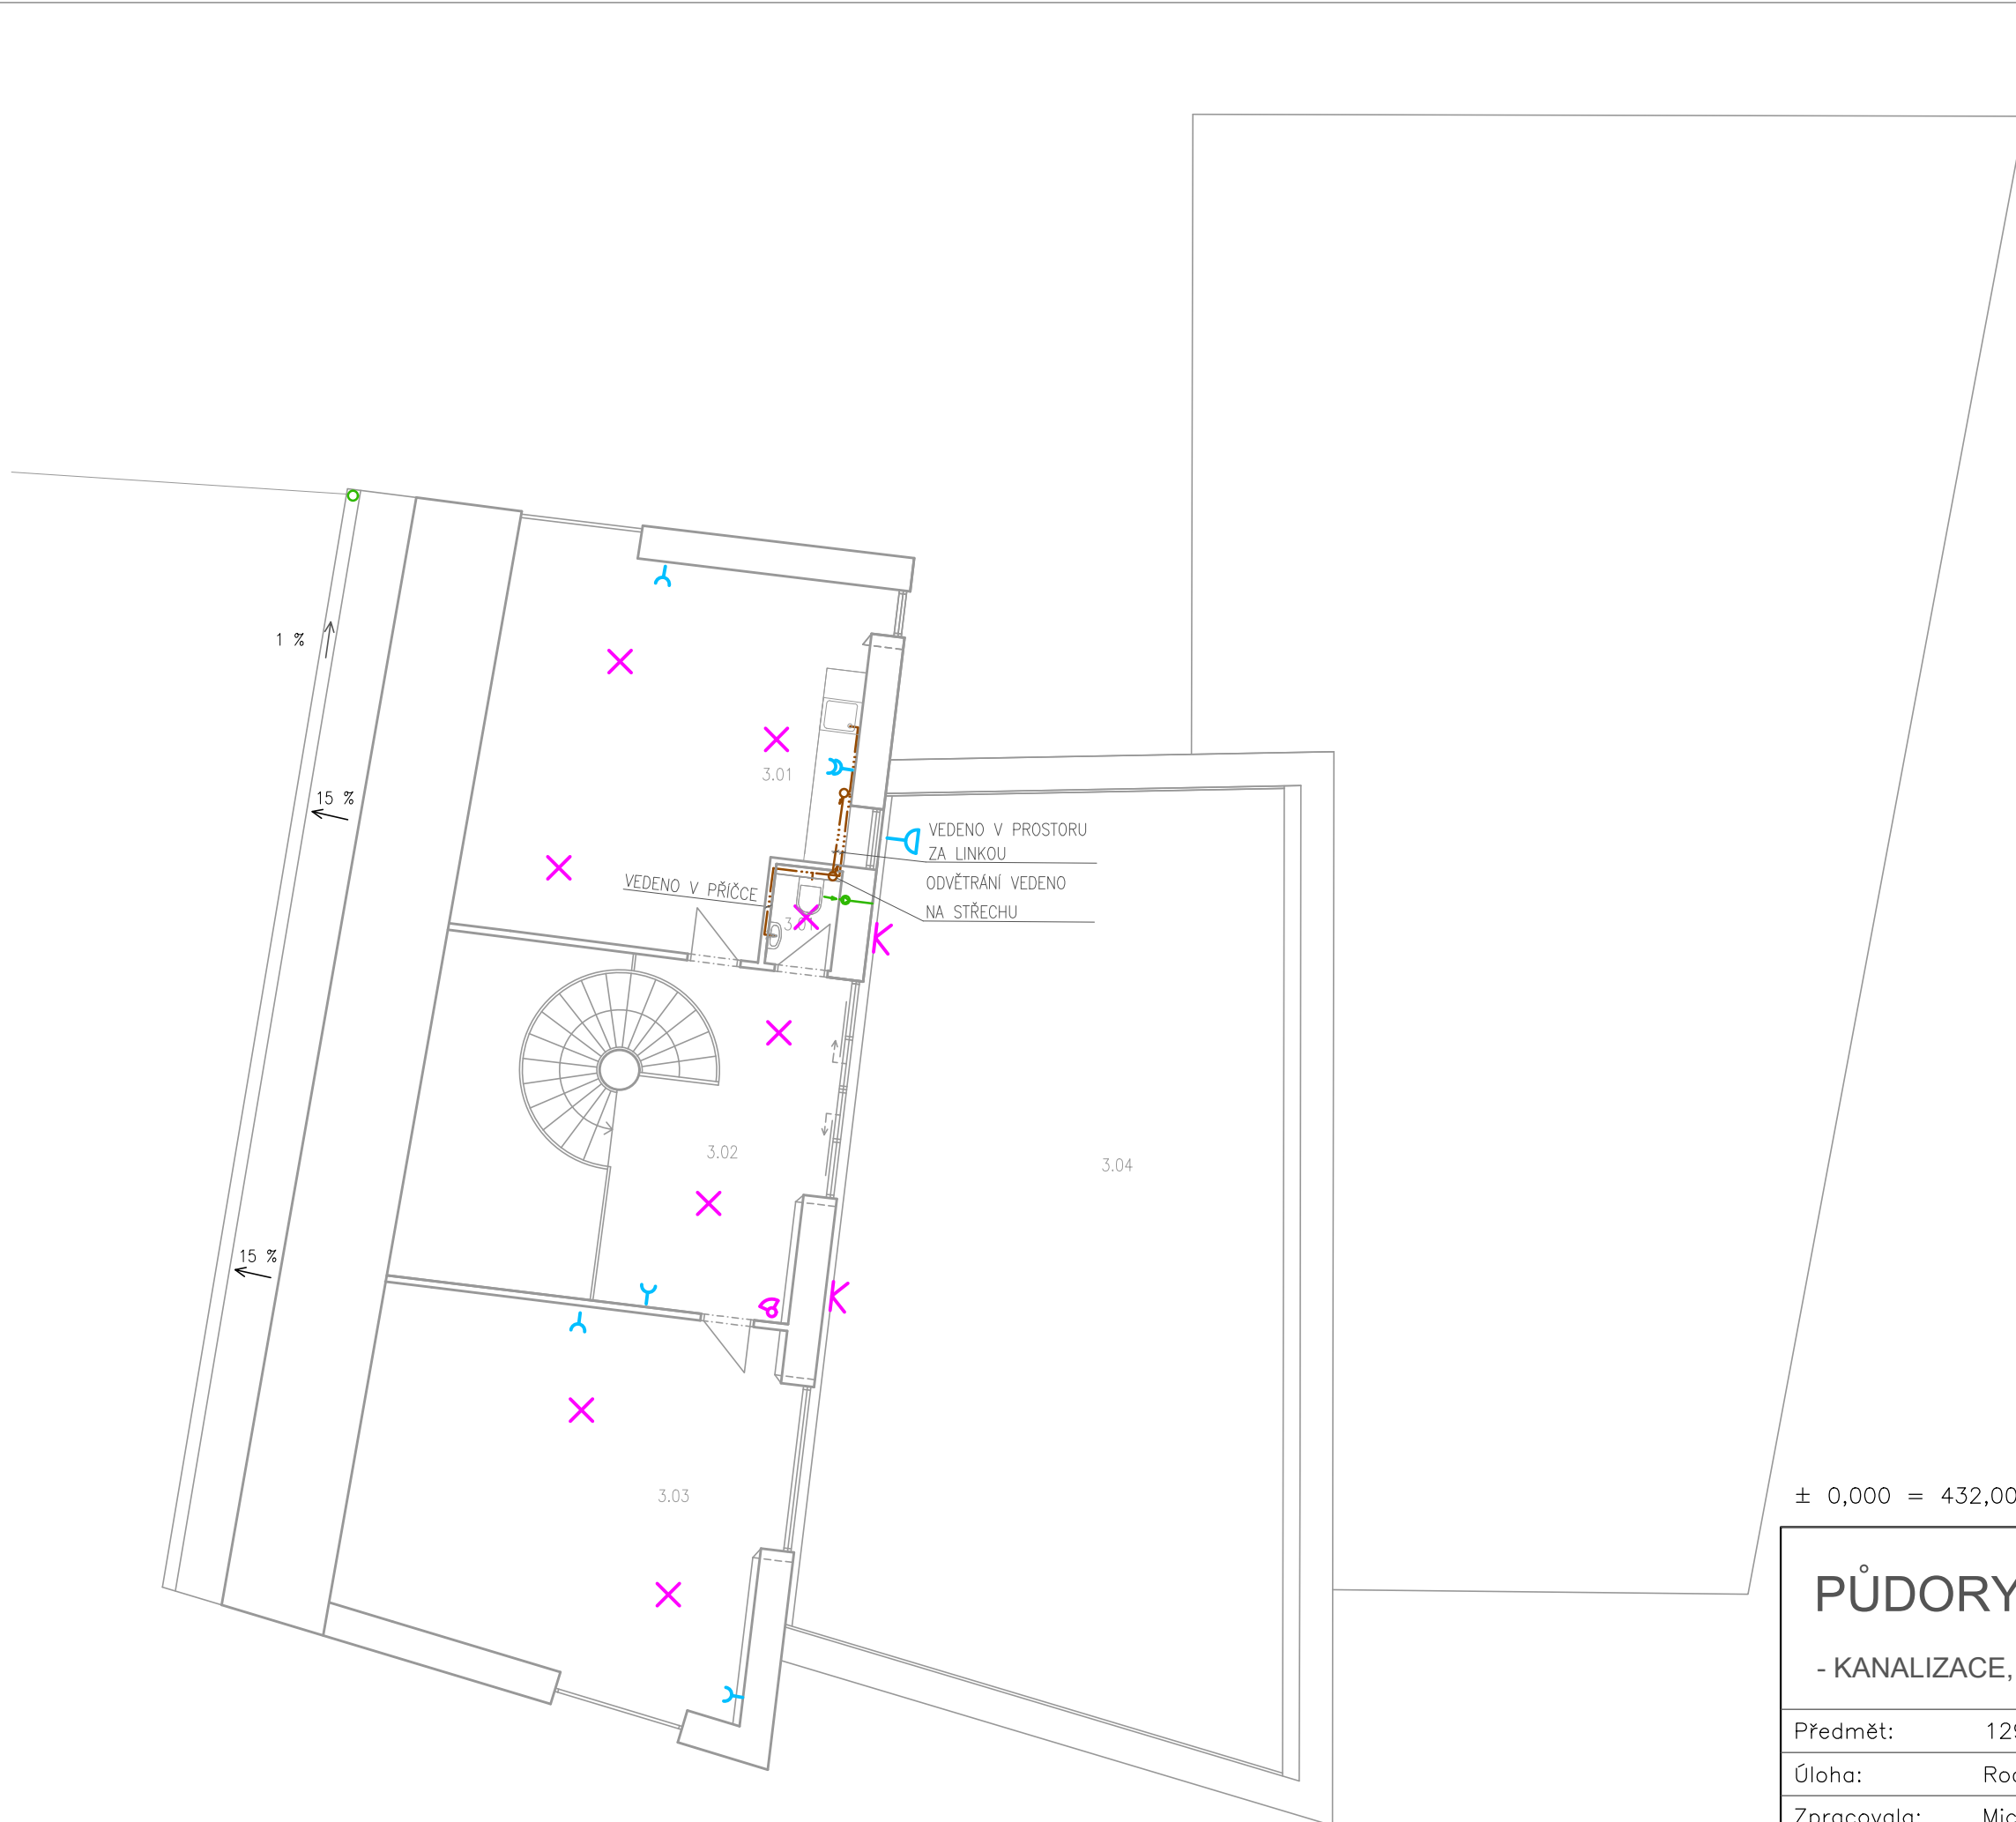 1 %
15 %
3.01
VEDENO V PROSTORU
ZA LINKOU
ODVĚTRÁNÍ VEDENO
NA STŘECHU
VEDENO V PŘÍČCE
3.02
3.04
15 %
3.03
± 0,000 = 432,00
PŮDORY
- KANALIZACE,
Předmět: 129
Úloha:
Zpracovala: